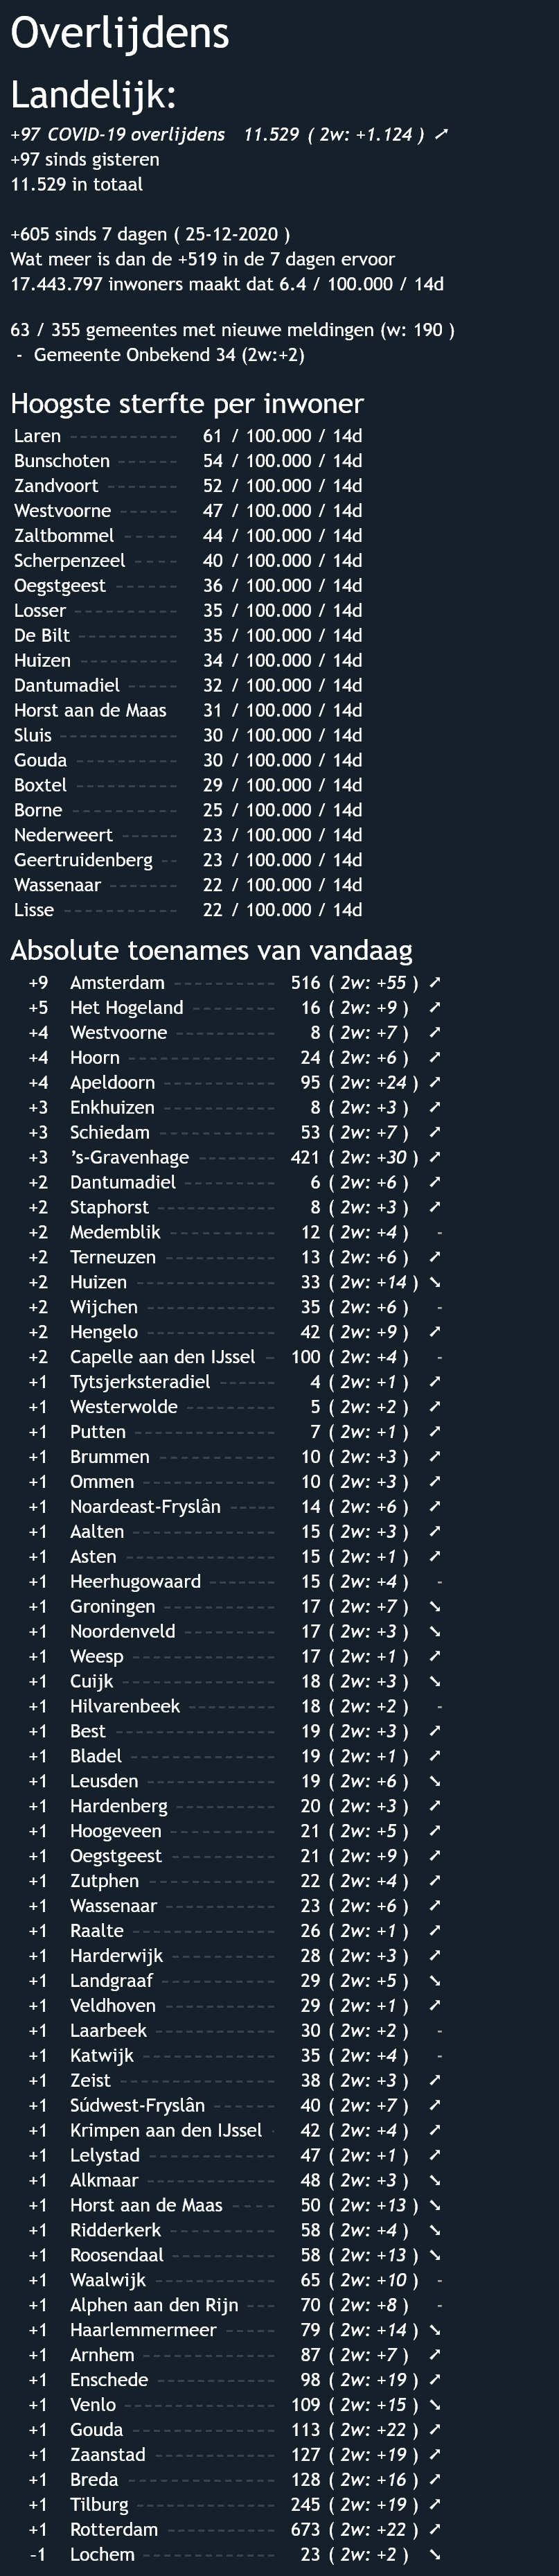 Overlijdens
Landelijk:
+97 COVID-19 overlijdens 11.529 ( 2w: +1.124 ) ➚
+97 sinds gisteren
11.529 in totaal
+605 sinds 7 dagen ( 25-12-2020 )
Wat meer is dan de +519 in de 7 dagen ervoor
17.443.797 inwoners maakt dat 6.4 / 100.000 / 14d
63 / 355 gemeentes met nieuwe meldingen (w: 190 )
- Gemeente Onbekend 34 (2w:+2)
Hoogste sterfte per inwoner
Laren ----------- 61 / 100.000 / 14d
Bunschoten ------ 54 / 100.000 / 14d
Zandvoort ------- 52 / 100.000 / 14d
Westvoorne ------ 47 / 100.000 / 14d
Zaltbommel ----- 44 / 100.000 / 14d
Scherpenzeel ---- 40 / 100.000 / 14d
Oegstgeest ------ 36 / 100.000 / 14d
Losser ---------- 35 / 100.000 / 14d
De Bilt ---------- 35 / 100.000 / 14d
Huizen ---------- 34 / 100.000 / 14d
Dantumadiel ----- 32 / 100.000 / 14d
Horst aan de Maas 31 / 100.000 / 14d
Sluis ------------ 30 / 100.000 / 14d
Gouda ---------- 30 / 100.000 / 14d
Boxtel ---------- 29 / 100.000 / 14d
Borne ----------- 25 / 100.000 / 14d
Nederweert ------ 23 / 100.000 / 14d
Geertruidenberg -- 23 / 100.000 / 14d
Wassenaar ------- 22 / 100.000 / 14d
Lisse ------------ 22 / 100.000 / 14d
Absolute toenames van vandaag
+9 Amsterdam ---------- 516 ( 2w: +55 ) ➚
+5 Het Hogeland -------- 16 ( 2w: +9 ) ➚
+4 Westvoorne ---------- 8 ( 2w: +7 ) ➚
+4 Hoorn --------------- 24 ( 2w: +6 ) ➚
+4 Apeldoorn ----------- 95 ( 2w: +24 ) ➚
+3 Enkhuizen ----------- 8 ( 2w: +3 ) ➚
+3 Schiedam ------------ 53 ( 2w: +7 ) ➚
+3 's-Gravenhage ------- 421 ( 2w: +30 ) ➚
+2 Dantumadiel --------- 6 ( 2w: +6 ) ➚
+2 Staphorst ------------ 8 ( 2w: +3 ) ➚
+2 Medemblik ----------- 12 ( 2w: +4 ) -
+2 Terneuzen ----------- 13 ( 2w: +6 ) ➚
+2 Huizen -------------- 33 ( 2w: +14 ) ➘
+2 Wijchen ------------- 35 ( 2w: +6 ) -
+2 Hengelo ------------- 42 ( 2w: +9 ) ➚
+2 Capelle aan den IJssel - 100 ( 2w: +4 ) -
+1 Tytsjerksteradiel ------ 4 ( 2w: +1 ) ➚
+1 Westerwolde --------- 5 ( 2w: +2 ) ➚
+1 Putten -------------- 7 ( 2w: +1 ) ➚
+1 Brummen ------------ 10 ( 2w: +3 ) ➚
+1 Ommen ------------- 10 ( 2w: +3 ) ➚
+1 Noardeast-Fryslân ----- 14 ( 2w: +6 ) ➚
+1 Aalten -------------- 15 ( 2w: +3 ) ➚
+1 Asten --------------- 15 ( 2w: +1 ) ➚
+1 Heerhugowaard ------- 15 ( 2w: +4 ) -
+1 Groningen ----------- 17 ( 2w: +7 ) ➘
+1 Noordenveld --------- 17 ( 2w: +3 ) ➘
+1 Weesp -------------- 17 ( 2w: +1 ) ➚
+1 Cuijk --------------- 18 ( 2w: +3 ) ➘
+1 Hilvarenbeek --------- 18 ( 2w: +2 ) -
+1 Best ---------------- 19 ( 2w: +3 ) ➚
+1 Bladel -------------- 19 ( 2w: +1 ) ➚
+1 Leusden ------------- 19 ( 2w: +6 ) ➘
+1 Hardenberg ---------- 20 ( 2w: +3 ) ➚
+1 Hoogeveen ----------- 21 ( 2w: +5 ) ➚
+1 Oegstgeest ----------- 21 ( 2w: +9 ) ➚
+1 Zutphen ------------- 22 ( 2w: +4 ) ➚
+1 Wassenaar ----------- 23 ( 2w: +6 ) ➚
+1 Raalte -------------- 26 ( 2w: +1 ) ➚
+1 Harderwijk ---------- 28 ( 2w: +3 ) ➚
+1 Landgraaf ----------- 29 ( 2w: +5 ) ➘
+1 Veldhoven ----------- 29 ( 2w: +1 ) ➚
+1 Laarbeek ------------ 30 ( 2w: +2 ) -
+1 Katwijk ------------- 35 ( 2w: +4 ) -
+1 Zeist --------------- 38 ( 2w: +3 ) ➚
+1 Súdwest-Fryslân ------ 40 ( 2w: +7 ) ➚
+1 Krimpen aan den IJssel - 42 ( 2w: +4 ) ➚
+1 Lelystad ------------- 47 ( 2w: +1 ) ➚
+1 Alkmaar ------------- 48 ( 2w: +3 ) ➘
+1 Horst aan de Maas ---- 50 ( 2w: +13 ) ➘
+1 Ridderkerk ----------- 58 ( 2w: +4 ) ➘
+1 Roosendaal ---------- 58 ( 2w: +13 ) ➘
+1 Waalwijk ------------ 65 ( 2w: +10 ) -
+1 Alphen aan den Rijn --- 70 ( 2w: +8 ) -
+1 Haarlemmermeer ----- 79 ( 2w: +14 ) ➘
+1 Arnhem ------------- 87 ( 2w: +7 ) ➚
+1 Enschede ------------ 98 ( 2w: +19 ) ➚
+1 Venlo --------------- 109 ( 2w: +15 ) ➘
+1 Gouda -------------- 113 ( 2w: +22 ) ➚
+1 Zaanstad ------------ 127 ( 2w: +19 ) ➚
+1 Breda --------------- 128 ( 2w: +16 ) ➚
+1 Tilburg -------------- 245 ( 2w: +19 ) ➚
+1 Rotterdam ----------- 673 ( 2w: +22 ) ➚
-1 Lochem ------------- 23 ( 2w: +2 ) ➘